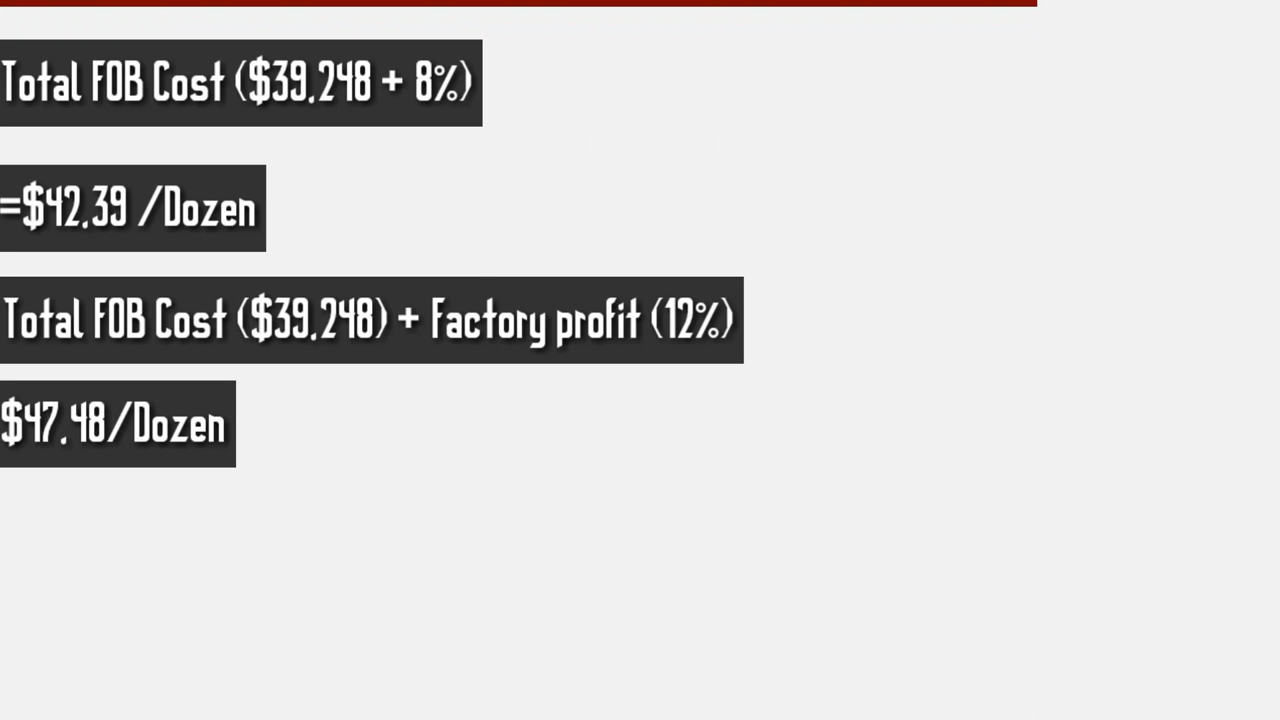 Total FOB Cost ($39.248 + 8%)
=$42.39 /Dozen
Total FOB Cost ($39.248) + Factory profit (12%)
$47.48/Dozen